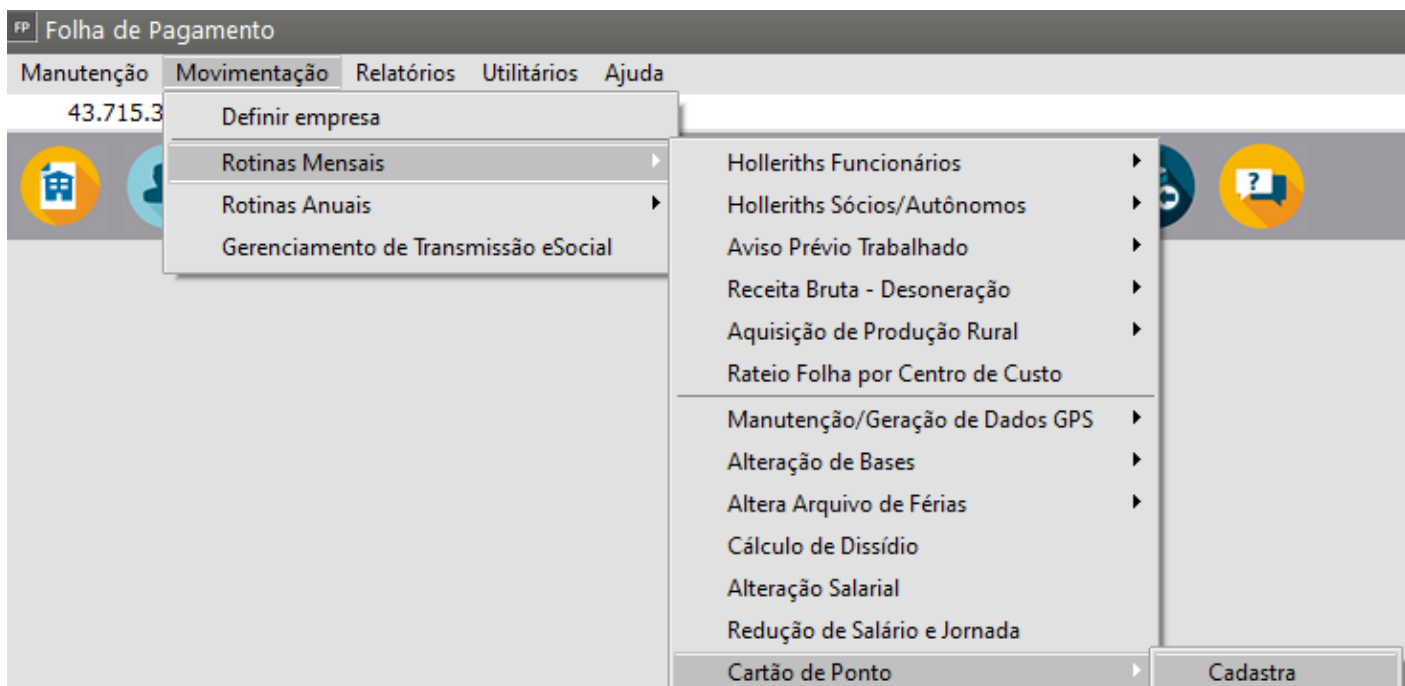 FP Folha de Pagamento
Manutenção Movimentação Relatórios Utilitários Ajuda
43.715.3
Definir empresa
Rotinas Mensais
Rotinas Anuais
Gerenciamento de Transmissão eSocial
Holleriths Funcionários
Holleriths Sócios/Autônomos
Aviso Prévio Trabalhado
Receita Bruta - Desoneração
Aquisição de Produção Rural
Rateio Folha por Centro de Custo
Manutenção/Geração de Dados GPS
Alteração de Bases
Altera Arquivo de Férias
Cálculo de Dissídio
Alteração Salarial
Redução de Salário e Jornada
Cartão de Ponto
Cadastra
?